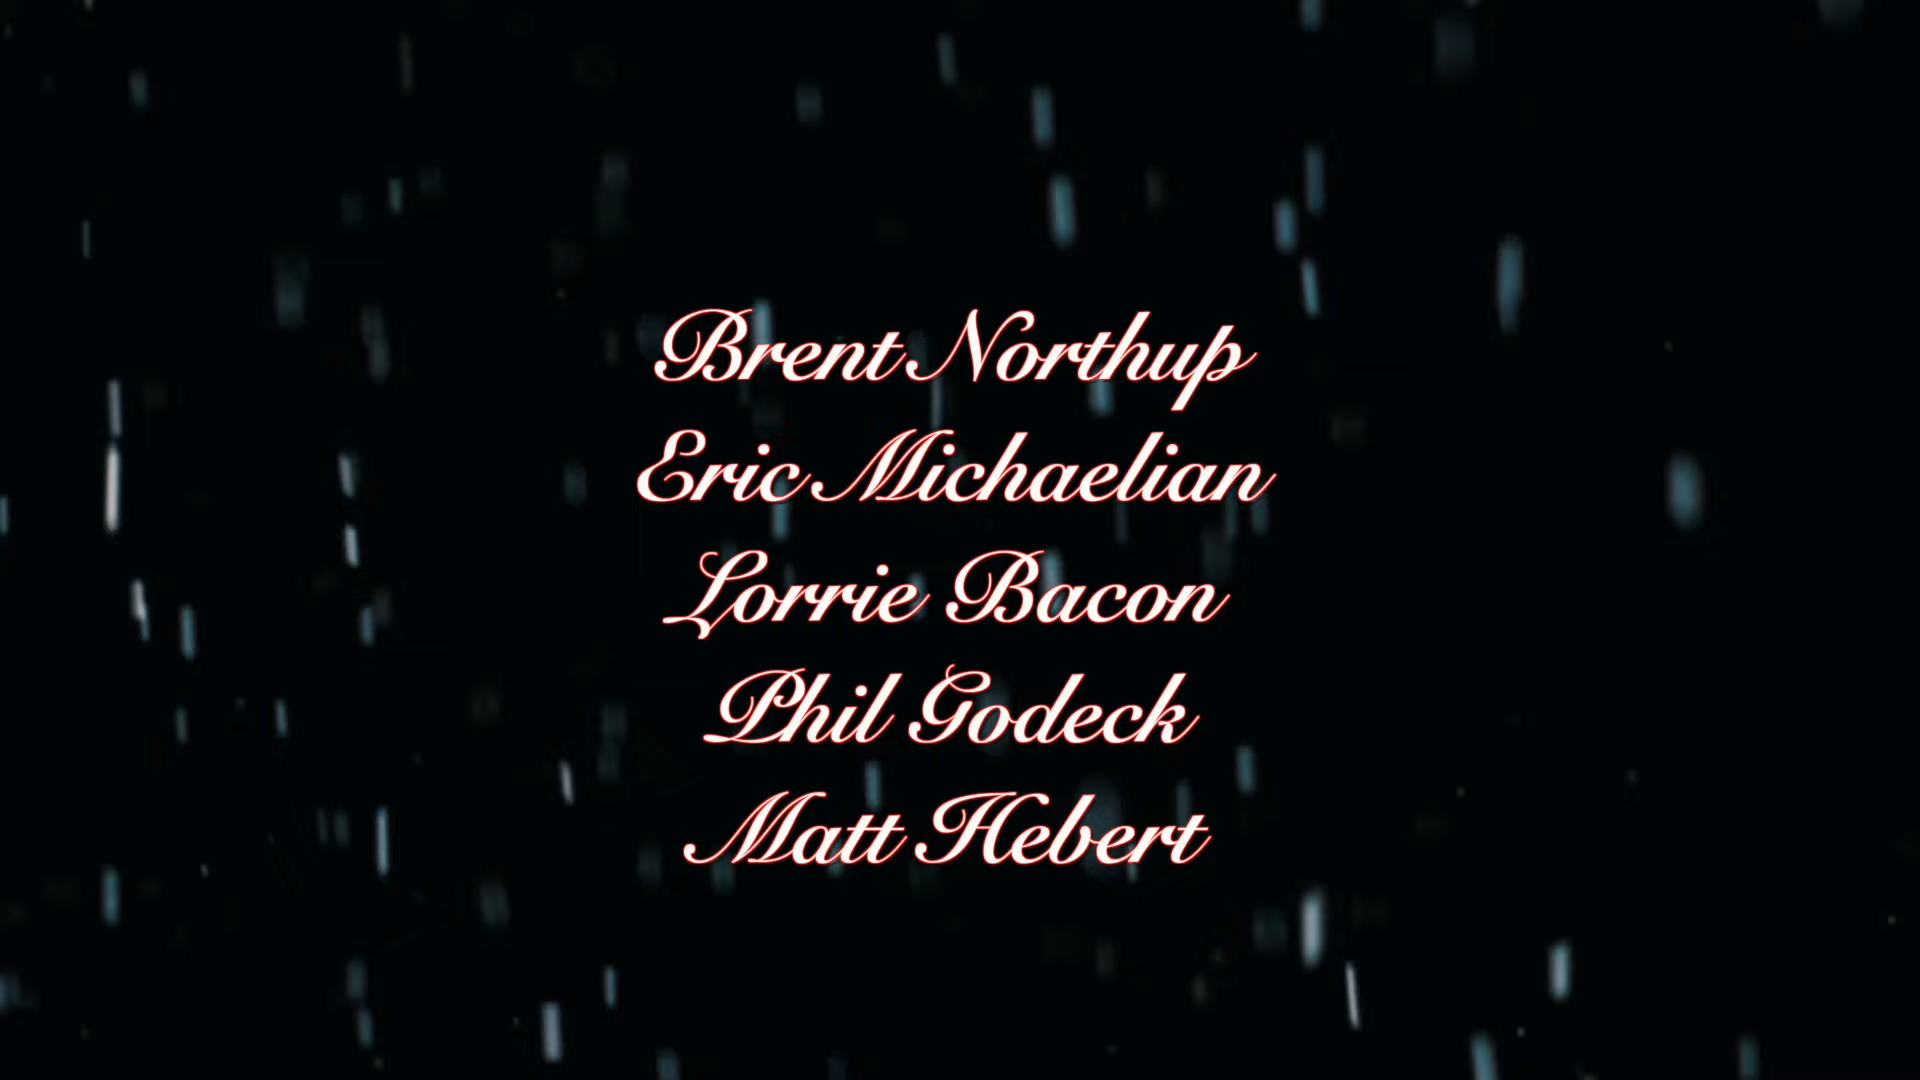 Brent Northup
Eric Michaelian
Lorrie Bacon
Phil Godeck
Matt Hebert